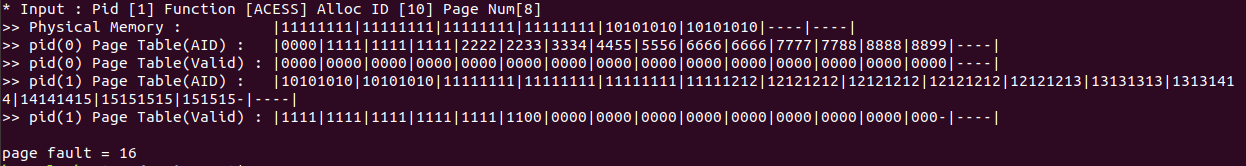 * Input : Pid [1] Function [ACESS] Alloc ID [10] Page Num[8]
>> Physical Memory :          |11111111|11111111|11111111|11111111|10101010|10101010|----|----|
>> pid(0) Page Table(AID) :   |0000|1111|1111|1111|2222|2233|3334|4455|5556|6666|6666|7777|7788|8888|8899|----|
>> pid(0) Page Table(Valid) : |0000|0000|0000|0000|0000|0000|0000|0000|0000|0000|0000|0000|0000|0000|0000|----|
>> pid(1) Page Table(AID) :   |10101010|10101010|11111111|11111111|11111111|11111212|12121212|12121212|12121212|12121213|13131313|1313141
4|14141415|15151515|151515-|----|
>> pid(1) Page Table(Valid) : |1111|1111|1111|1111|1111|1100|0000|0000|0000|0000|0000|0000|0000|0000|000-|----|
page fault = 16